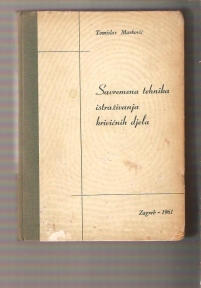 Tomislav Marković
Savremena tehnika
istraživanja
krivičnih djela
Zagreb - 1961